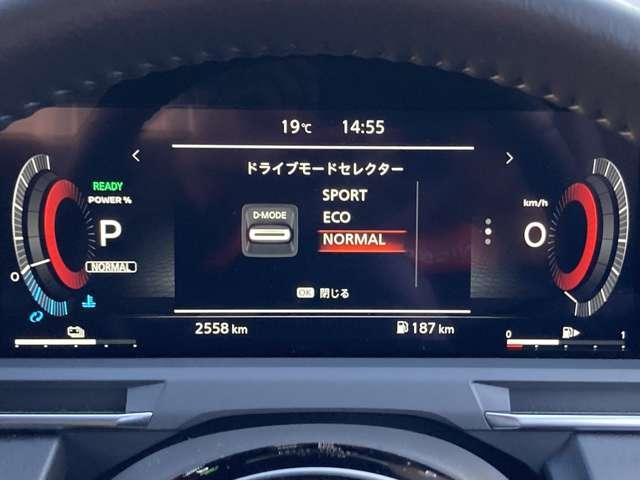 19℃ 14:55
ドライブモードセレクター
READY
POWER %
P
NORMAL
0
D-MODE
SPORT
ECO
NORMAL
OK 閉じる
km/h
0
2558 km
187 km
0 1